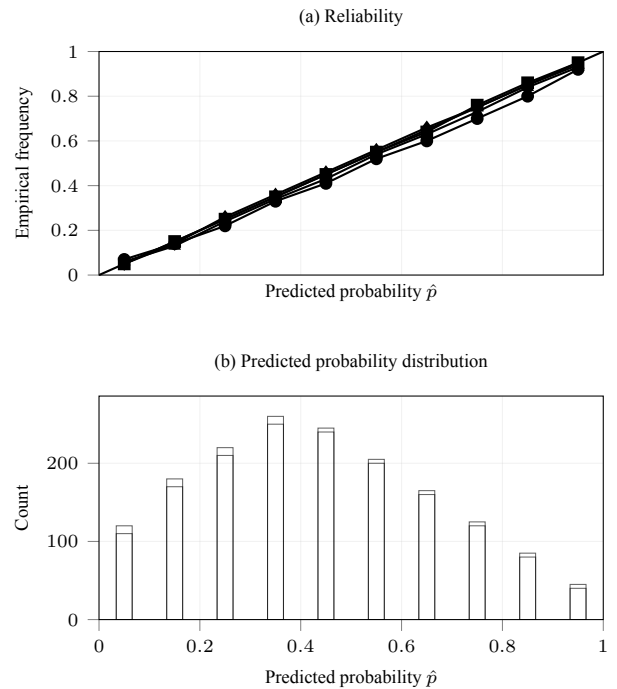 (a) Reliability
1
0.8
0.6
0.4
0.2
0
Empirical frequency
Predicted probability p̂
(b) Predicted probability distribution
200
100
0
Count
0 0.2 0.4 0.6 0.8 1
Predicted probability p̂